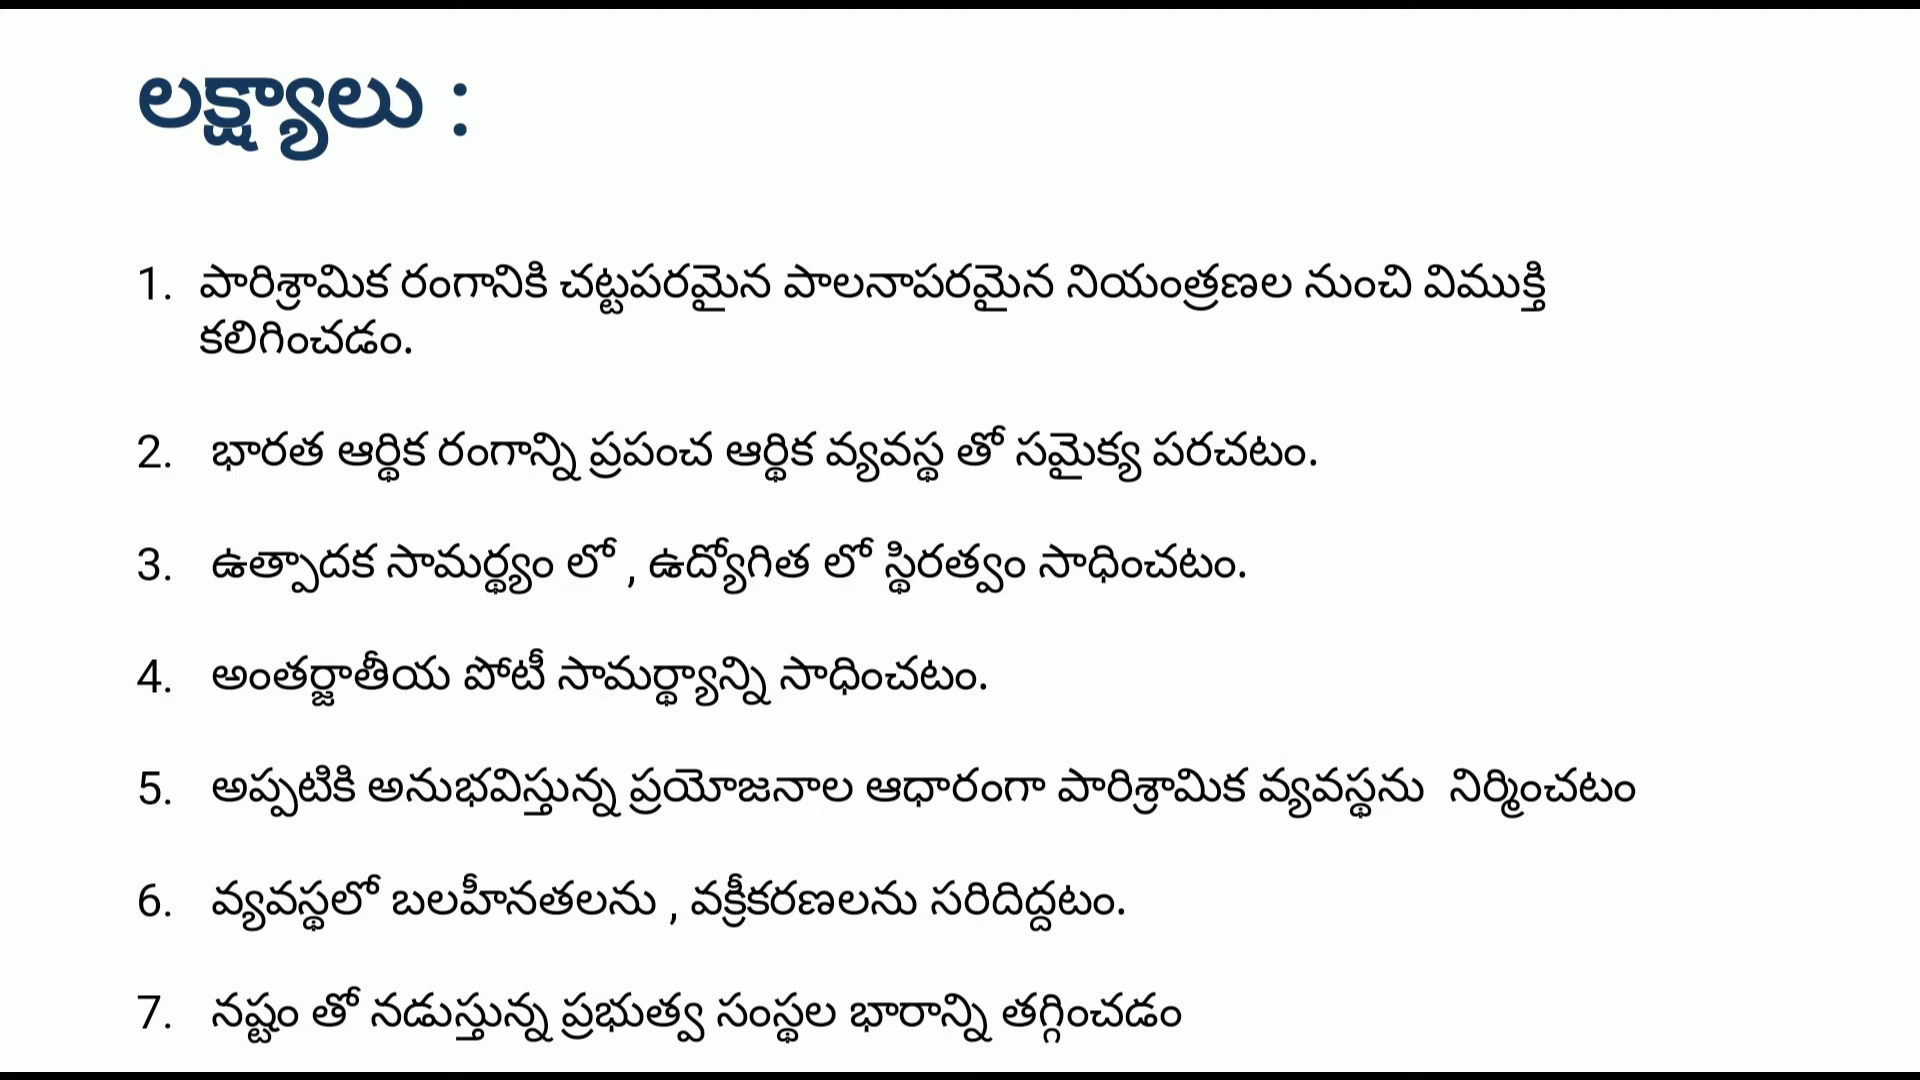 లక్ష్యాలు :
1. పారిశ్రామిక రంగానికి చట్టపరమైన పాలనాపరమైన నియంత్రణల నుంచి విముక్తి
కలిగించడం.
2. భారత ఆర్థిక రంగాన్ని ప్రపంచ ఆర్థిక వ్యవస్థ తో సమైక్య పరచటం.
3. ఉత్పాదక సామర్థ్యం లో , ఉద్యోగిత లో స్థిరత్వం సాధించటం.
4. అంతర్జాతీయ పోటీ సామర్థ్యాన్ని సాధించటం.
5. అప్పటికి అనుభవిస్తున్న ప్రయోజనాల ఆధారంగా పారిశ్రామిక వ్యవస్థను నిర్మించటం
6. వ్యవస్థలో బలహీనతలను , వక్రీకరణలను సరిదిద్దటం.
7. నష్టం తో నడుస్తున్న ప్రభుత్వ సంస్థల భారాన్ని తగ్గించడం